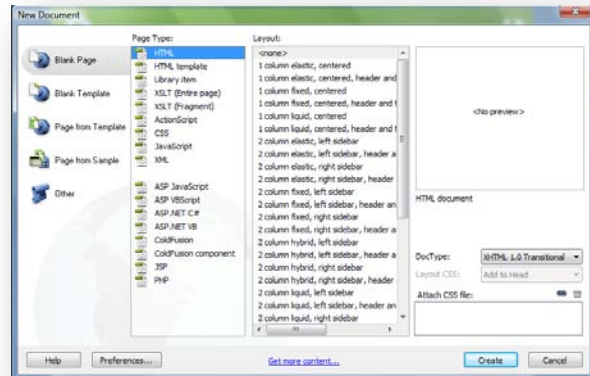 New Document
Blank Page
Blank Template
Page from Template
Page from Sample
Other
Page Type:
HTML
HTML template
Library item
XSLT (Entire page)
XSLT (Fragment)
ActionScript
CSS
JavaScript
XML
ASP JavaScript
ASP VBScript
ASP.NET C#
ASP.NET VB
ColdFusion
ColdFusion component
JSP
PHP
Layout:
<none>
1 column elastic, centered
1 column elastic, centered, header and
1 column fixed, centered
1 column fixed, centered, header and f
1 column liquid, centered
1 column liquid, centered, header and f
2 column elastic, left sidebar
2 column elastic, left sidebar, header a
2 column elastic, right sidebar
2 column elastic, right sidebar, header
2 column fixed, left sidebar
2 column fixed, left sidebar, header an
2 column fixed, right sidebar
2 column fixed, right sidebar, header a
2 column hybrid, left sidebar
2 column hybrid, left sidebar, header a
2 column hybrid, right sidebar
2 column hybrid, right sidebar, header
2 column liquid, left sidebar
2 column liquid, left sidebar, header an
2 column liquid, right sidebar
<No preview>
HTML document
DocType: XHTML 1.0 Transitional
Layout CSS: Add to Head
Attach CSS file:
Help Preferences... Get more content... Create Cancel